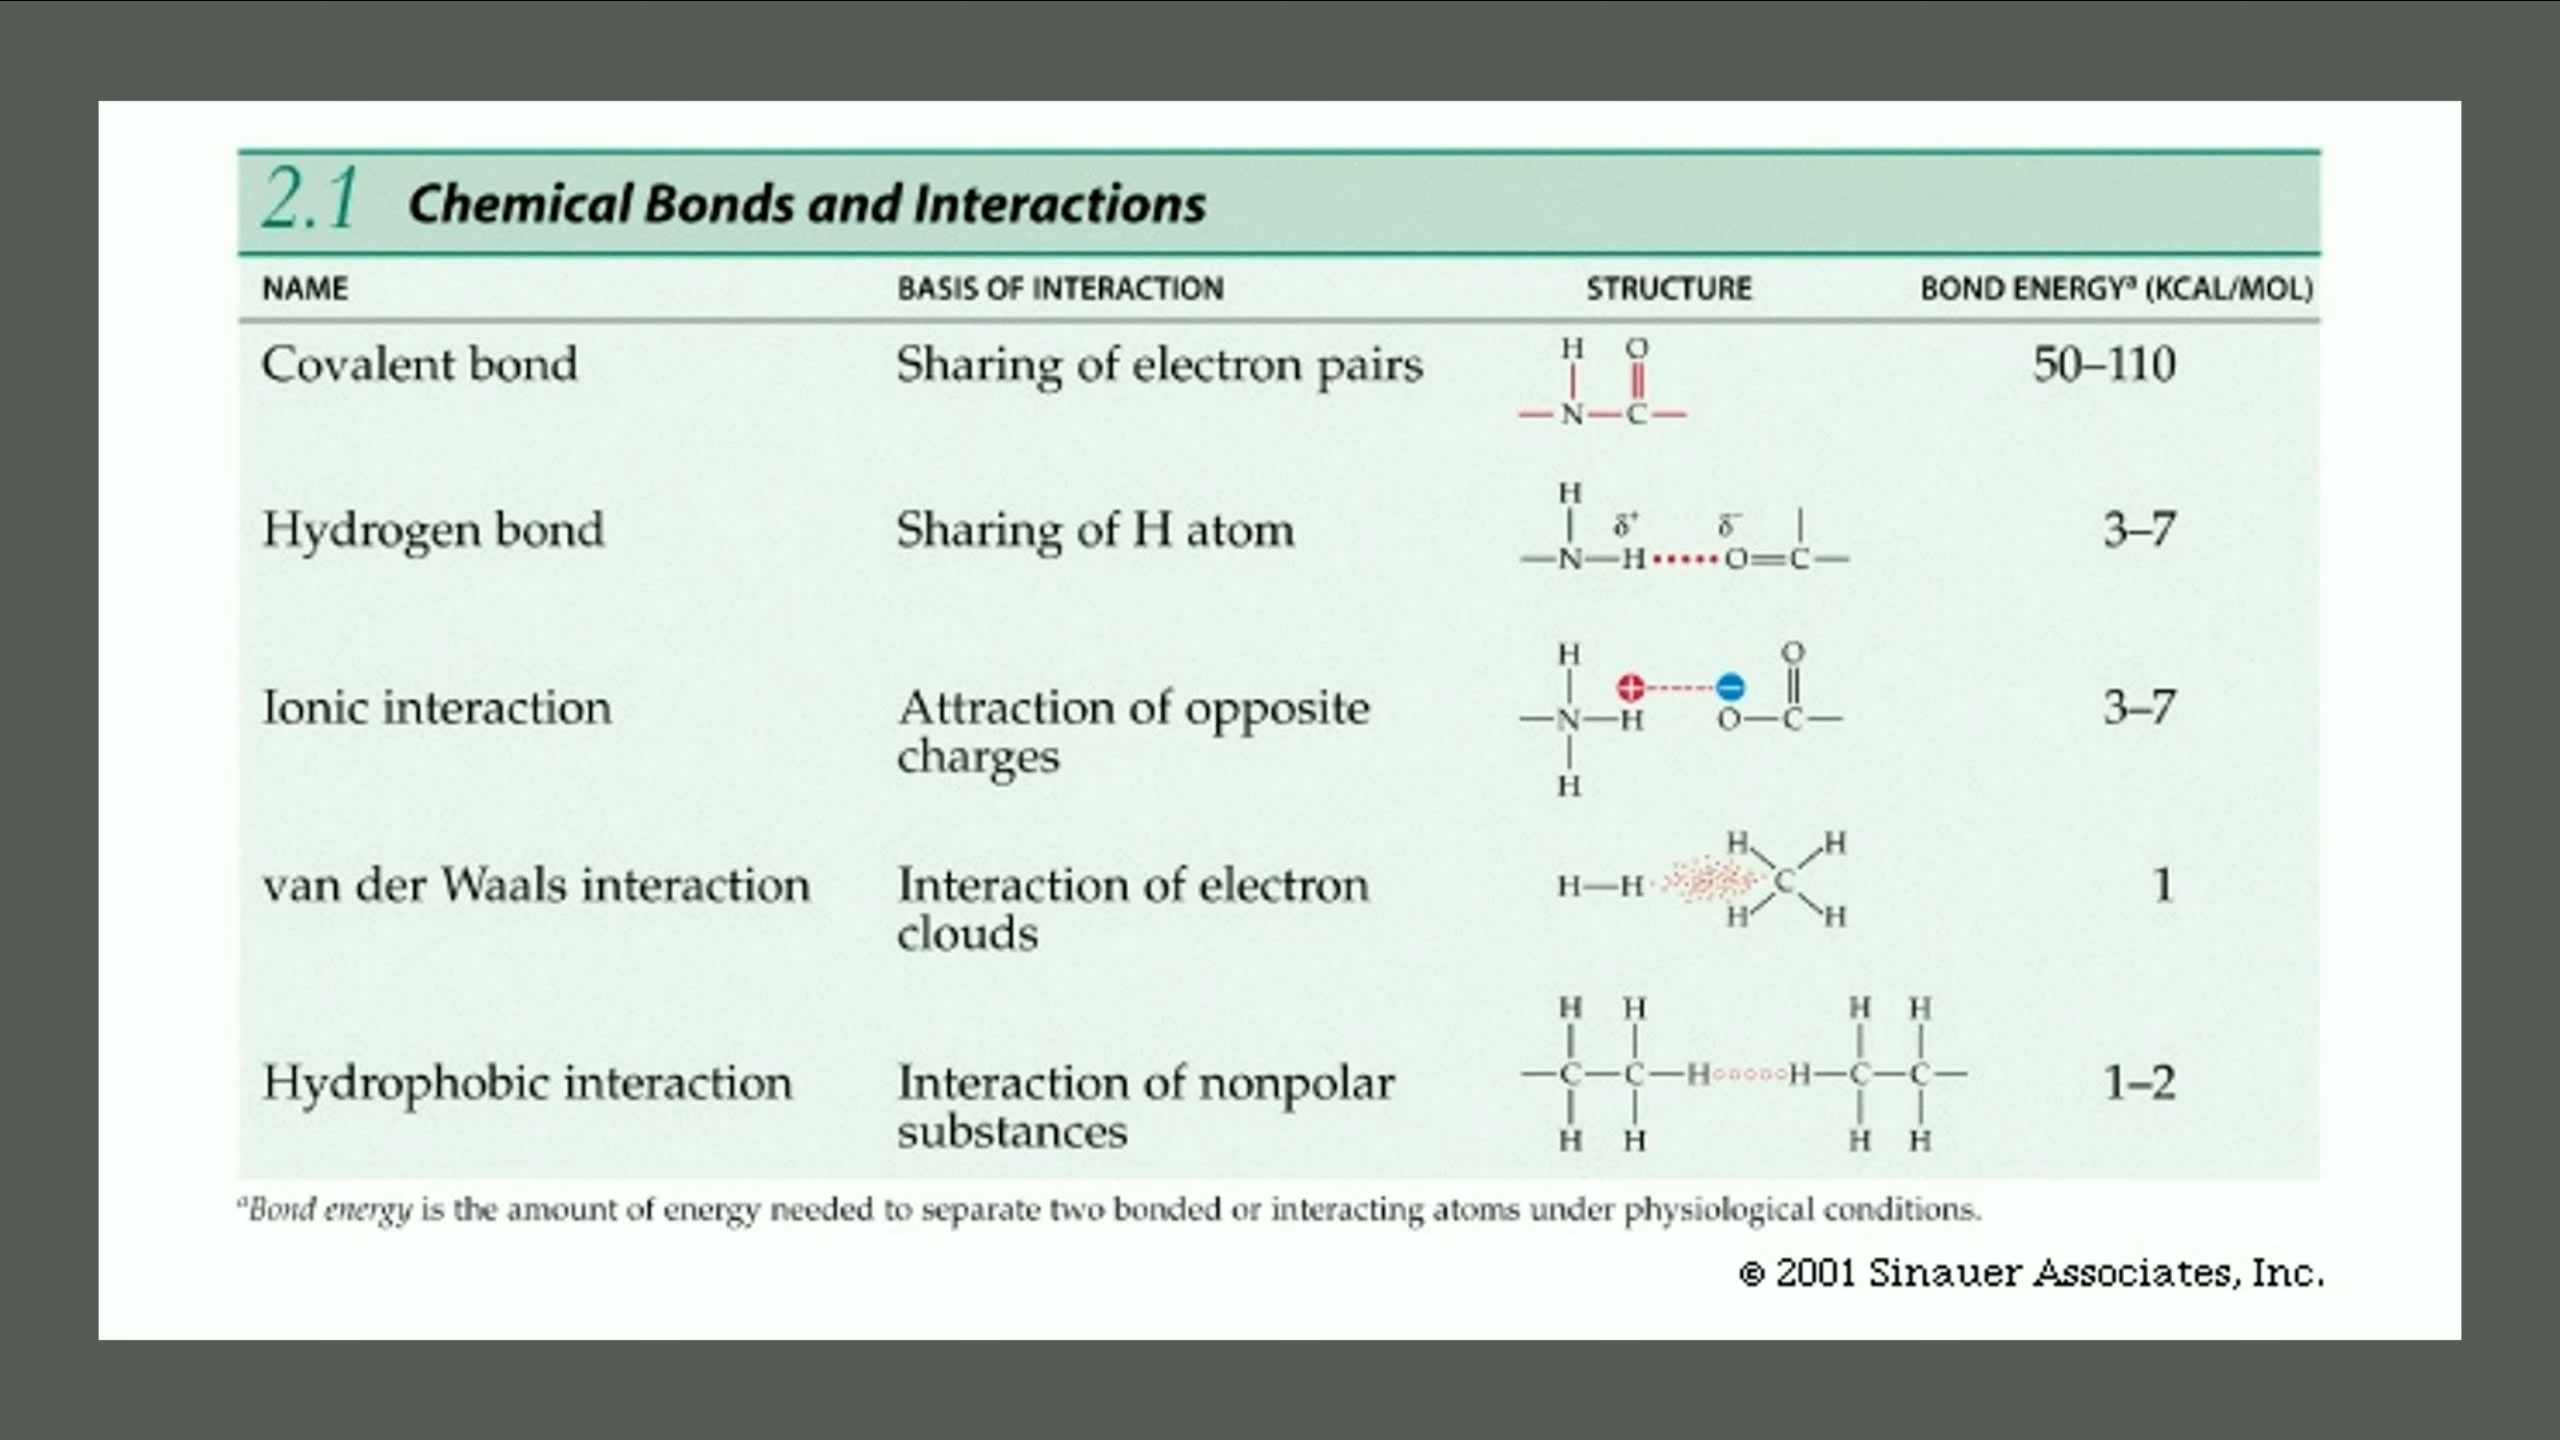 2.1 Chemical Bonds and Interactions
NAME BASIS OF INTERACTION STRUCTURE BOND ENERGYᵃ (KCAL/MOL)
Covalent bond Sharing of electron pairs 50–110
H O
N C
Hydrogen bond Sharing of H atom 3–7
H
δ⁺ δ⁻
N H O C
Ionic interaction Attraction of opposite 3–7
charges
H O
+ −
N H O C
H
van der Waals interaction Interaction of electron 1
clouds
H H
H H C
H H
Hydrophobic interaction Interaction of nonpolar 1–2
substances
H H H H
C C H H C C
H H H H
ᵃBond energy is the amount of energy needed to separate two bonded or interacting atoms under physiological conditions.
© 2001 Sinauer Associates, Inc.